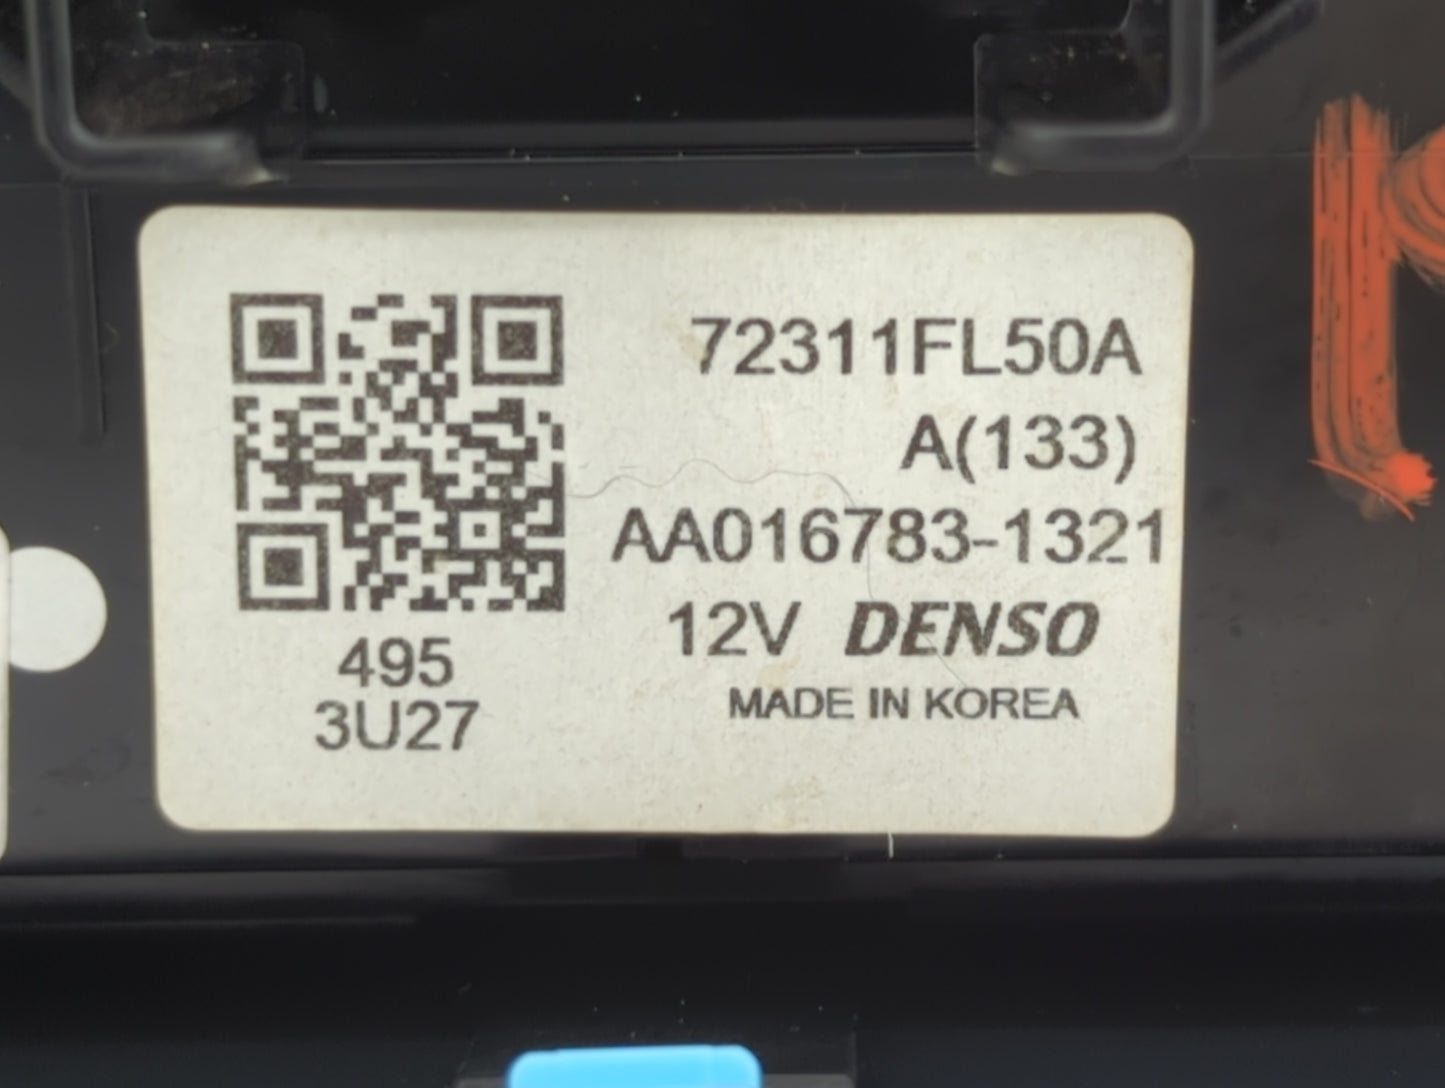 72311FL50A
A(133)
AA016783-1321
12V DENSO
MADE IN KOREA
495
3U27